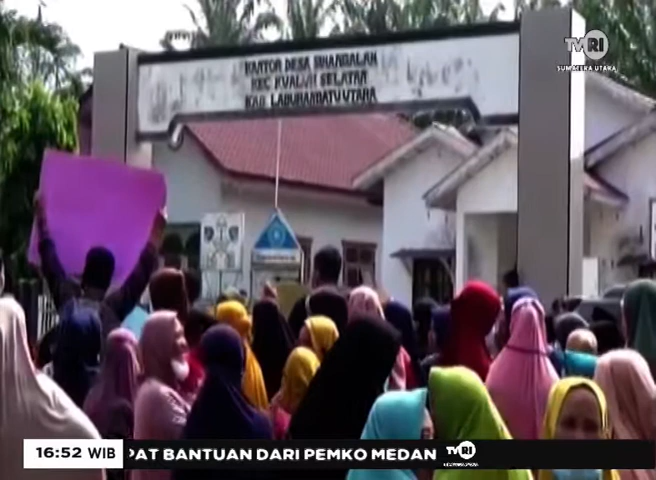 TVRI
SUMATERA UTARA
KANTOR DESA SIMANDALAM
KEC KUALUH SELATAN
KAB LABUHANBATU UTARA
16:52 WIB
PAT BANTUAN DARI PEMKO MEDAN
TVRI